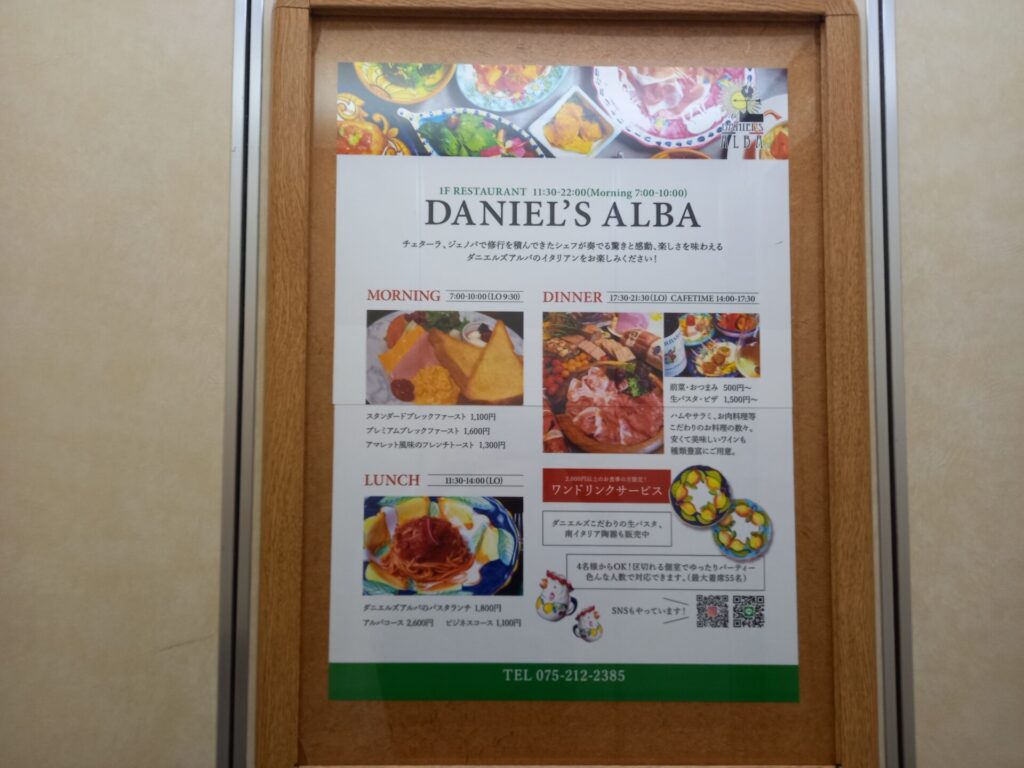 DANIEL'S
ALBA
1F RESTAURANT 11:30-22:00(Morning 7:00-10:00)
DANIEL'S ALBA
チェターラ、ジェノバで修行を積んできたシェフが奏でる驚きと感動、楽しさを味わえる
ダニエルズアルバのイタリアンをお楽しみください!
MORNING 7:00-10:00(LO 9:30)
スタンダードブレックファースト 1,100円
プレミアムブレックファースト 1,600円
アマレット風味のフレンチトースト 1,300円
LUNCH 11:30-14:00(LO)
ダニエルズアルバのパスタランチ 1,800円
アルバコース 2,600円 ビジネスコース 1,100円
DINNER 17:30-21:30(LO) CAFETIME 14:00-17:30
前菜・おつまみ 500円~
生パスタ・ピザ 1,500円~
ハムやサラミ、お肉料理等
こだわりのお料理の数々。
安くて美味しいワインも
種類豊富にご用意。
2,000円以上のお食事の方限定!
ワンドリンクサービス
ダニエルズこだわりの生パスタ、
南イタリア陶器も販売中
4名様からOK!区切れる個室でゆったりパーティー
色んな人数で対応できます。(最大着席55名)
SNSもやっています!
TEL 075-212-2385